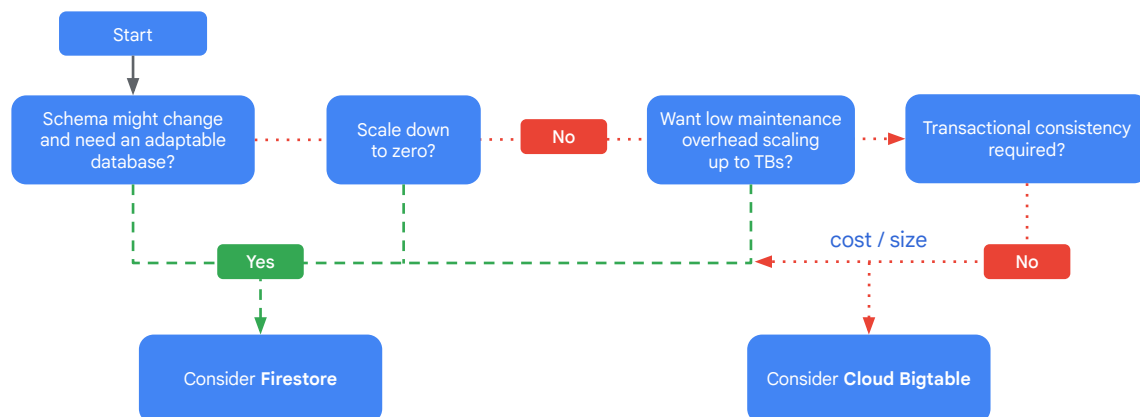 Start
Schema might change
and need an adaptable
database?
Scale down
to zero?
No
Want low maintenance
overhead scaling
up to TBs?
Transactional consistency
required?
Yes
cost / size
No
Consider Firestore
Consider Cloud Bigtable